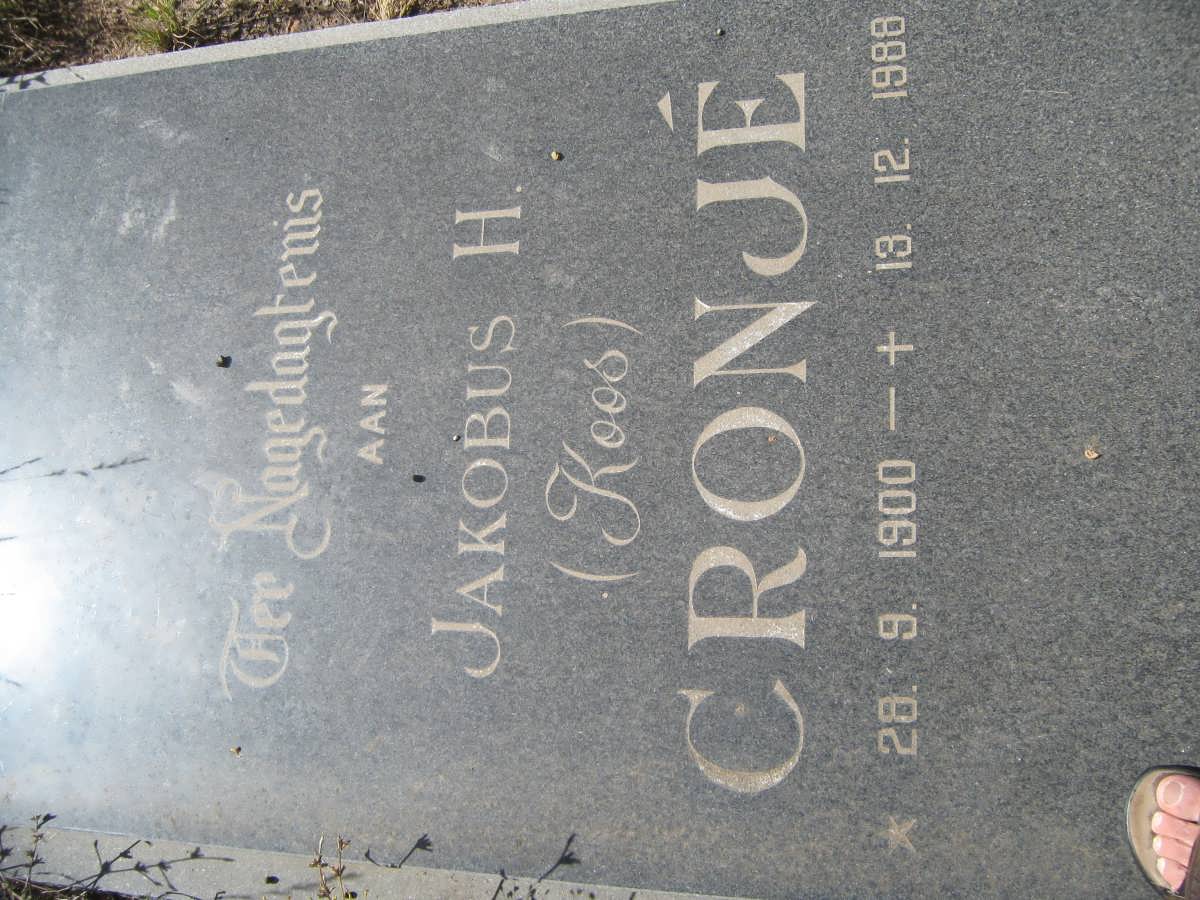 Ter Nagedagtenis
AAN
JAKOBUS H.
(Koos)
CRONJÉ
* 28. 9. 1900 — + 13. 12. 1988